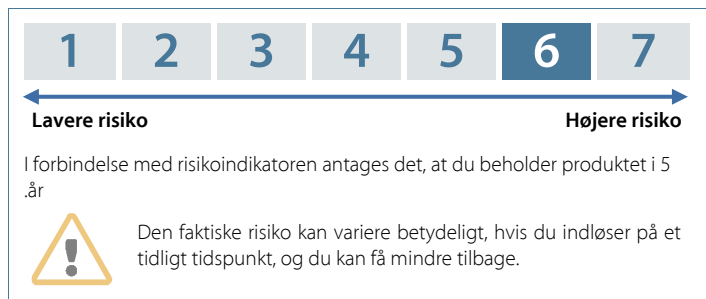 1 2 3 4 5 6 7
Lavere risiko Højere risiko
I forbindelse med risikoindikatoren antages det, at du beholder produktet i 5
.år
Den faktiske risiko kan variere betydeligt, hvis du indløser på et
tidligt tidspunkt, og du kan få mindre tilbage.